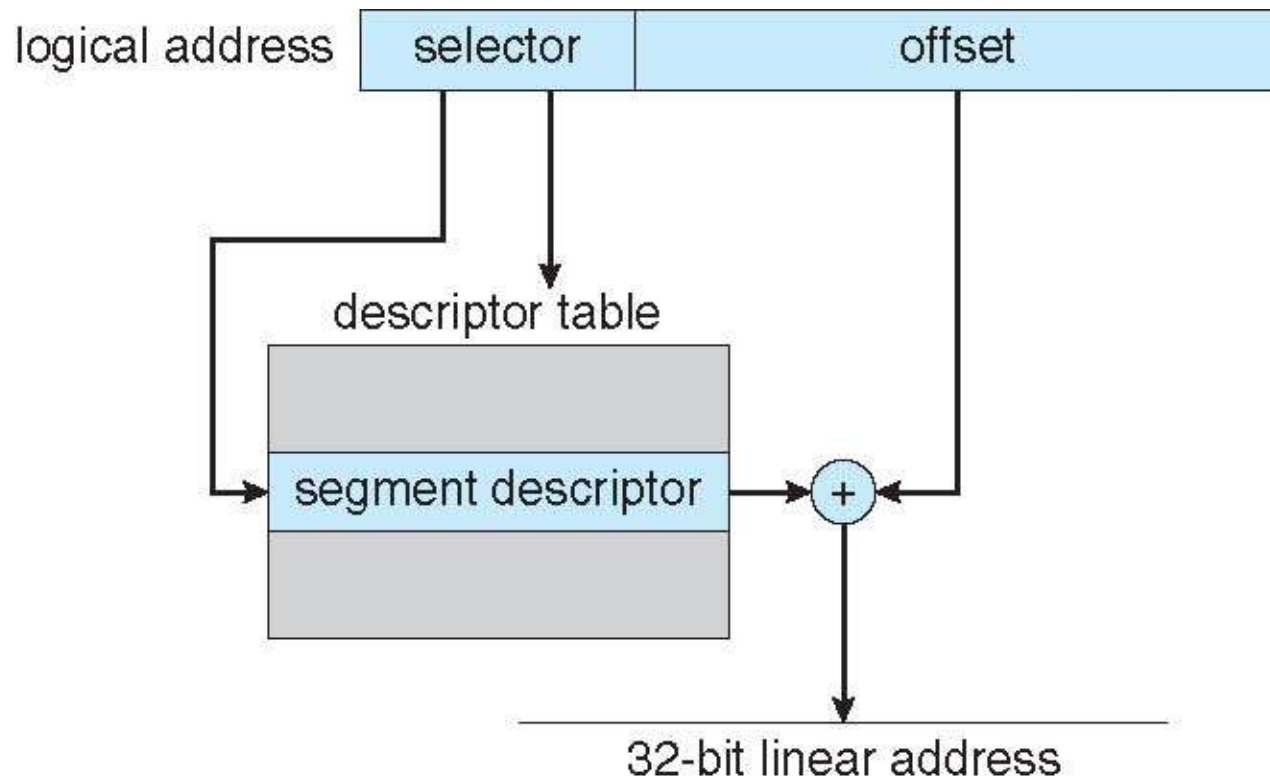 logical address
selector
offset
descriptor table
segment descriptor
+
32-bit linear address